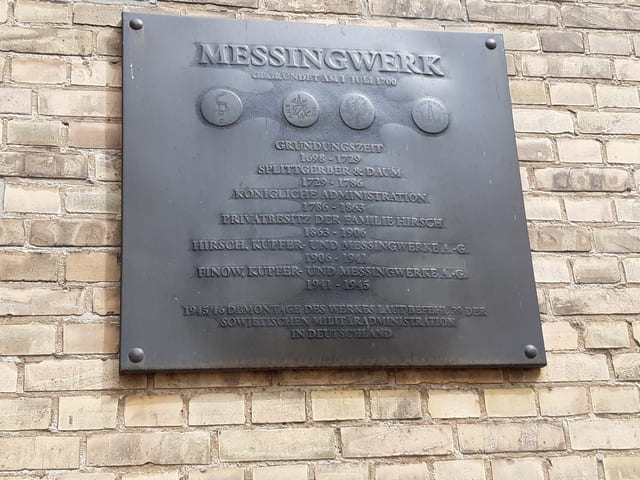 MESSINGWERK
GEGRÜNDET AM 1. JULI 1700
GRÜNDUNGSZEIT
1698 - 1729
SPLITTGERBER & DAUM
1729 - 1786
KÖNIGLICHE ADMINISTRATION
1786 - 1863
PRIVATBESITZ DER FAMILIE HIRSCH
1863 - 1906
HIRSCH, KUPFER- UND MESSINGWERKE A.-G.
1906 - 1941
FINOW, KUPFER- UND MESSINGWERKE A.-G.
1941 - 1945
1945/46 DEMONTAGE DES WERKES LAUT BEFEHL 59 DER
SOWJETISCHEN MILITÄRADMINISTRATION
IN DEUTSCHLAND